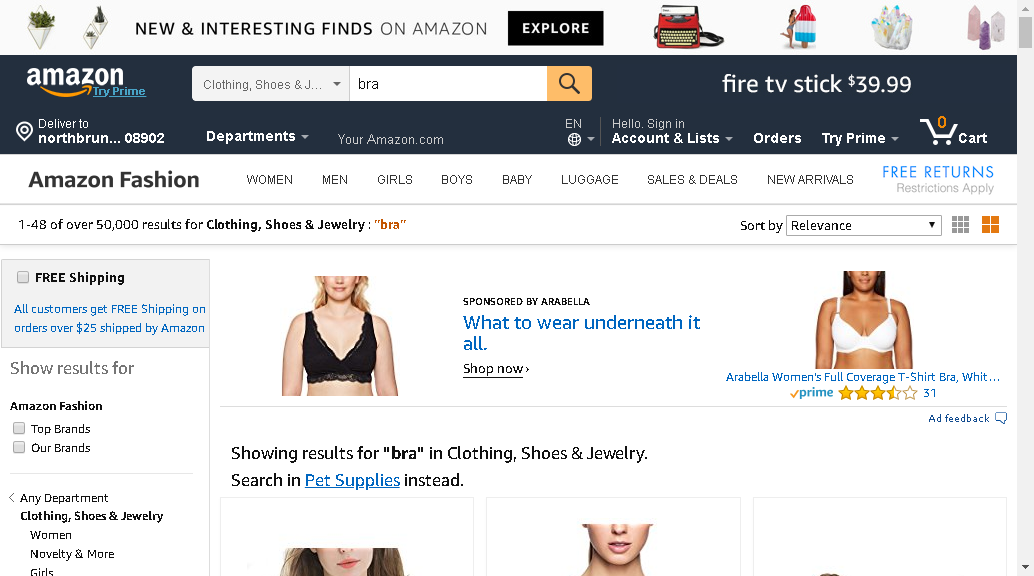 NEW & INTERESTING FINDS ON AMAZON EXPLORE
amazon
Try Prime
Clothing, Shoes & J...
bra
fire tv stick $39.99
Deliver to
northbrun... 08902
Departments
Your Amazon.com
EN
Hello. Sign in
Account & Lists
Orders
Try Prime
0
Cart
Amazon Fashion
WOMEN MEN GIRLS BOYS BABY LUGGAGE SALES & DEALS NEW ARRIVALS
FREE RETURNS
Restrictions Apply
1-48 of over 50,000 results for Clothing, Shoes & Jewelry : "bra"
Sort by Relevance
FREE Shipping
All customers get FREE Shipping on
orders over $25 shipped by Amazon
Show results for
Amazon Fashion
Top Brands
Our Brands
Any Department
Clothing, Shoes & Jewelry
Women
Novelty & More
Girls
SPONSORED BY ARABELLA
What to wear underneath it
all.
Shop now ›
Arabella Women's Full Coverage T-Shirt Bra, Whit...
prime 31
Ad feedback
Showing results for "bra" in Clothing, Shoes & Jewelry.
Search in Pet Supplies instead.